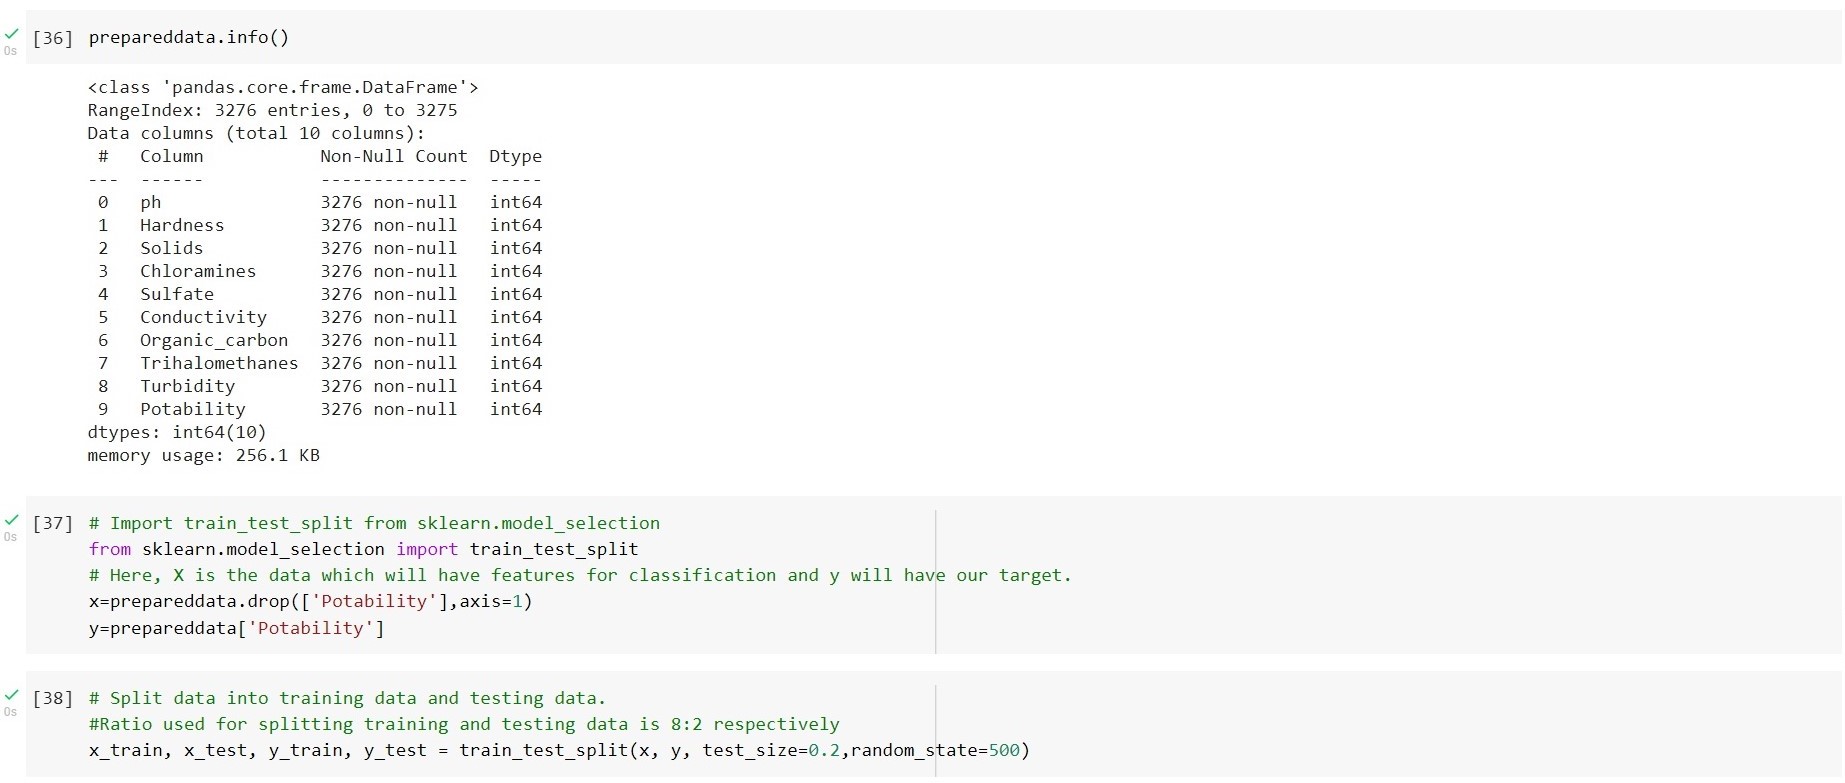 [36] prepareddata.info()
0s
<class 'pandas.core.frame.DataFrame'>
RangeIndex: 3276 entries, 0 to 3275
Data columns (total 10 columns):
 #   Column           Non-Null Count  Dtype
---  ------           --------------  -----
 0   ph               3276 non-null   int64
 1   Hardness         3276 non-null   int64
 2   Solids           3276 non-null   int64
 3   Chloramines      3276 non-null   int64
 4   Sulfate          3276 non-null   int64
 5   Conductivity     3276 non-null   int64
 6   Organic_carbon   3276 non-null   int64
 7   Trihalomethanes  3276 non-null   int64
 8   Turbidity        3276 non-null   int64
 9   Potability       3276 non-null   int64
dtypes: int64(10)
memory usage: 256.1 KB
[37] # Import train_test_split from sklearn.model_selection
0s
from sklearn.model_selection import train_test_split
# Here, X is the data which will have features for classification and y will have our target.
x=prepareddata.drop(['Potability'],axis=1)
y=prepareddata['Potability']
[38] # Split data into training data and testing data.
0s
#Ratio used for splitting training and testing data is 8:2 respectively
x_train, x_test, y_train, y_test = train_test_split(x, y, test_size=0.2,random_state=500)